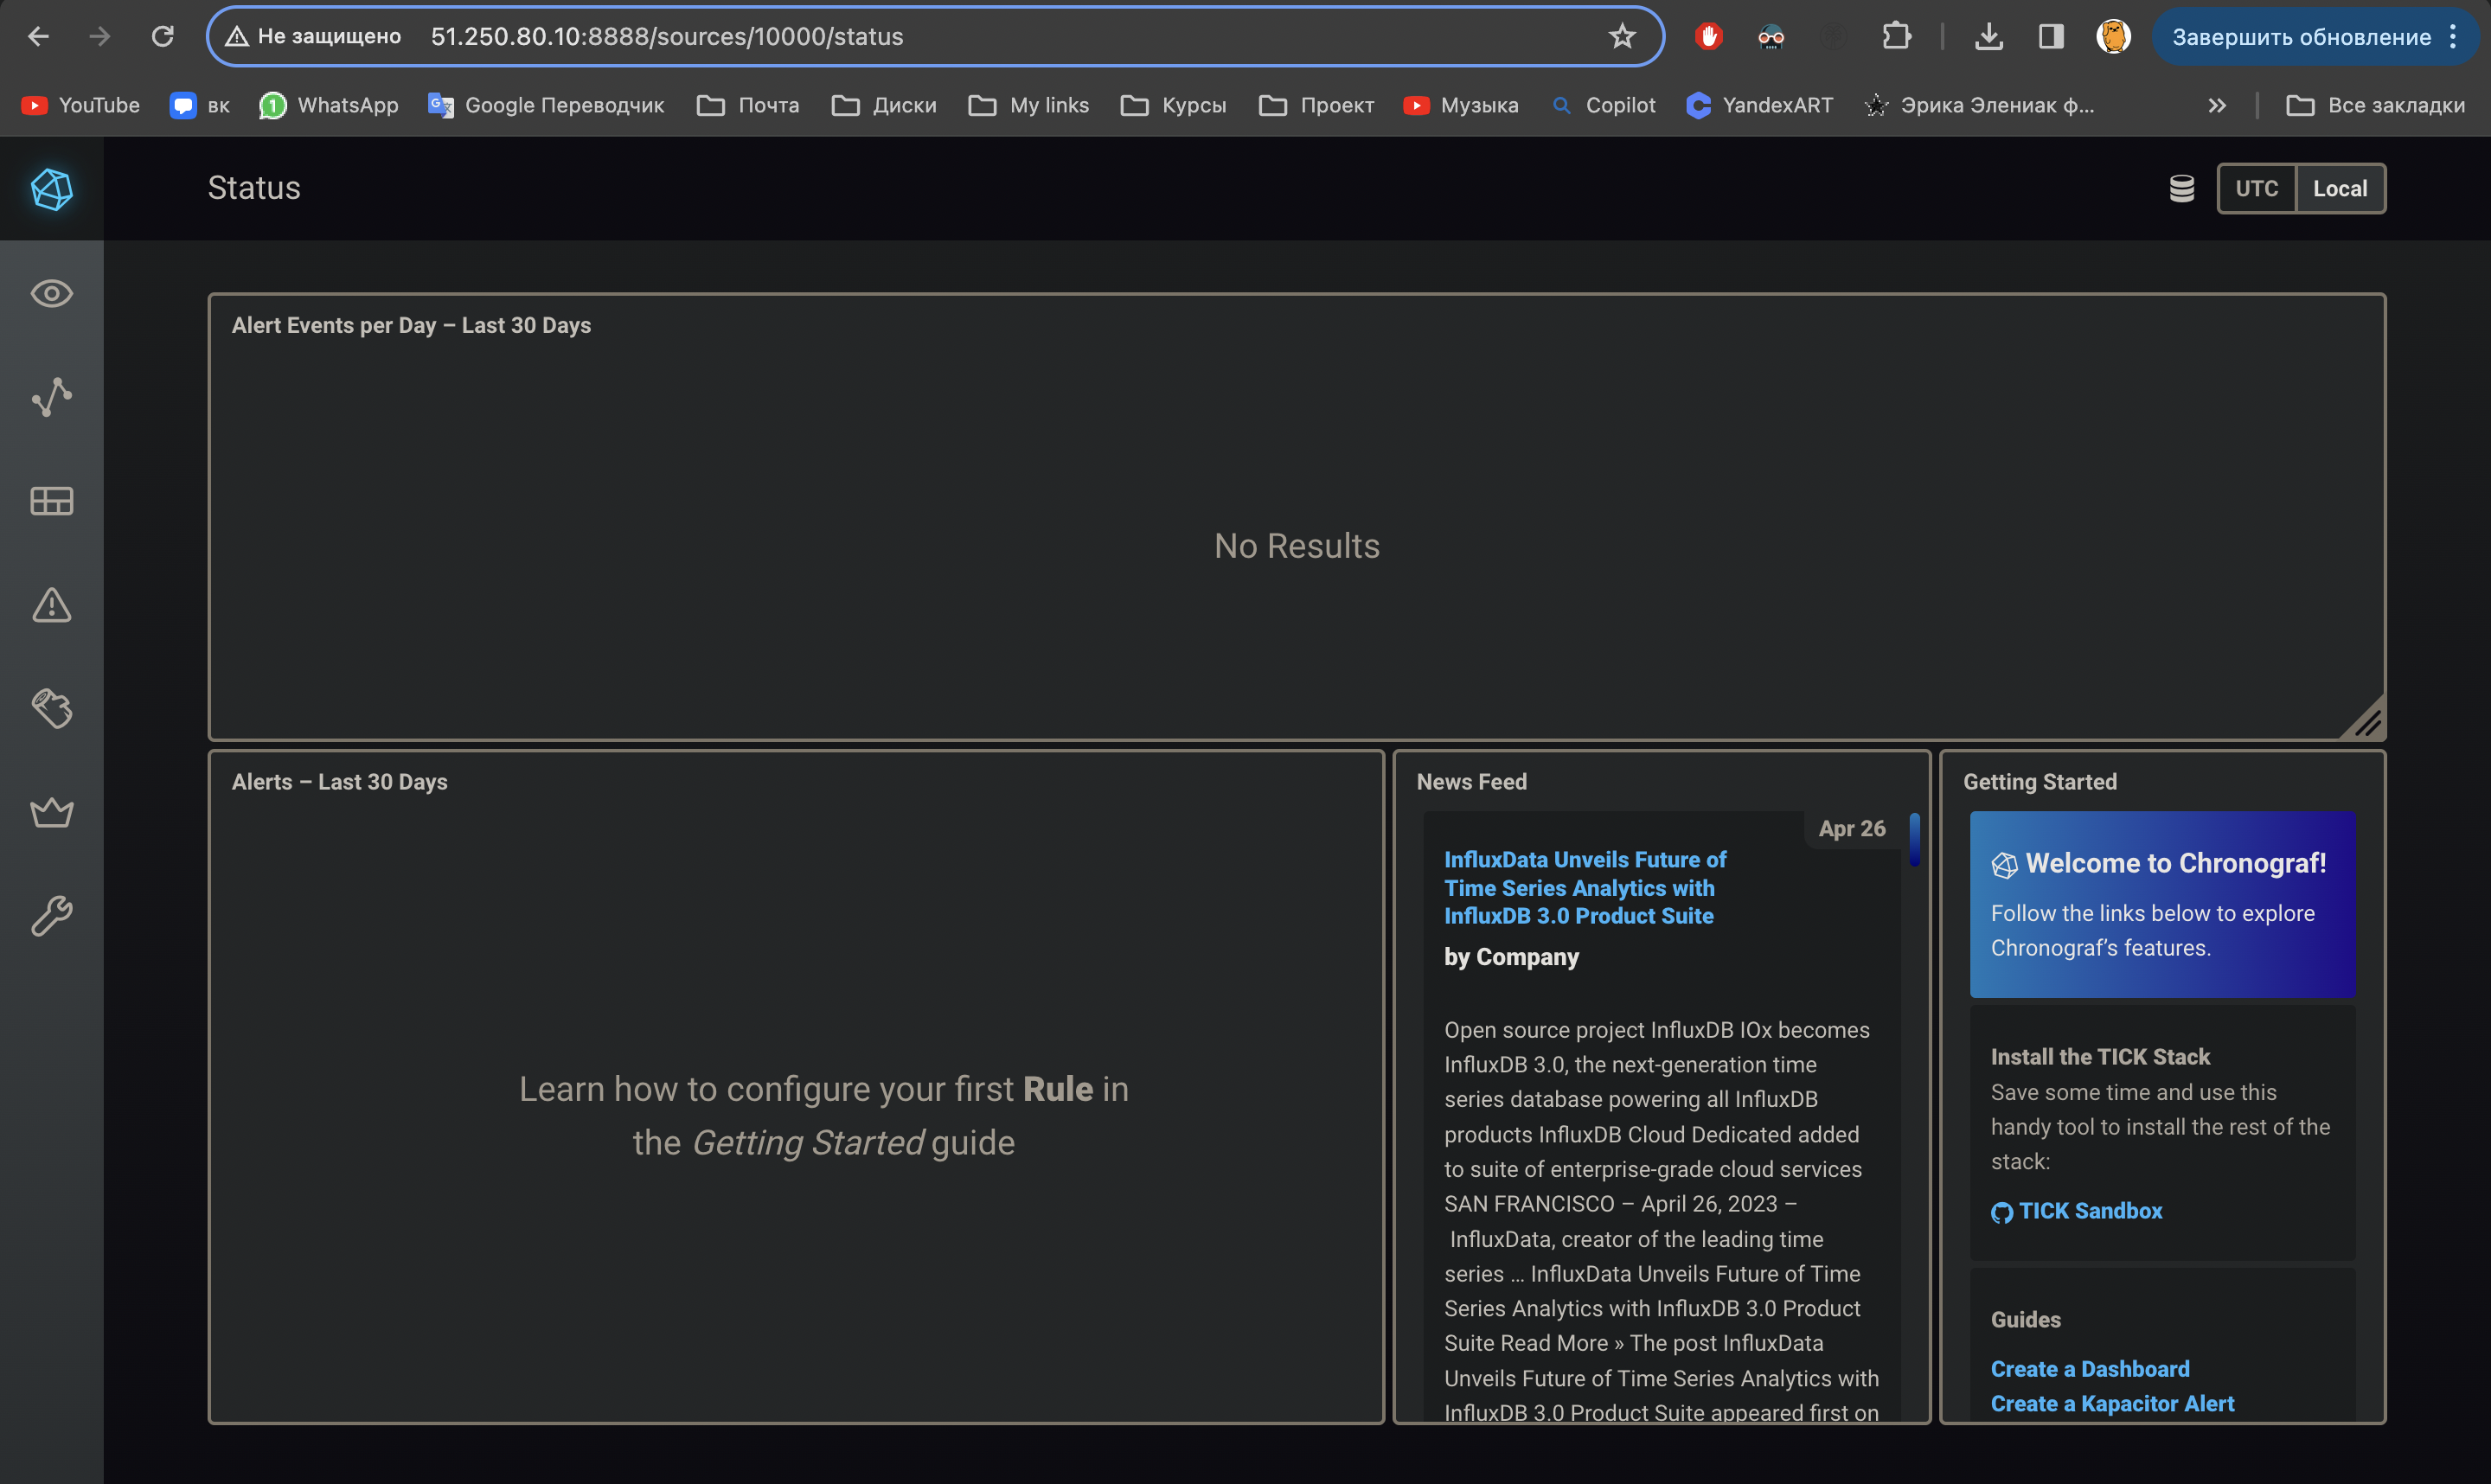 Не защищено 51.250.80.10:8888/sources/10000/status Завершить обновление
YouTube вк 1 WhatsApp Google Переводчик Почта Диски My links Курсы Проект Музыка Copilot YandexART Эрика Элениак ф... Все закладки
Status UTC Local
Alert Events per Day – Last 30 Days
No Results
Alerts – Last 30 Days
Learn how to configure your first Rule in
the Getting Started guide
News Feed
Apr 26
InfluxData Unveils Future of
Time Series Analytics with
InfluxDB 3.0 Product Suite
by Company
Open source project InfluxDB IOx becomes
InfluxDB 3.0, the next-generation time
series database powering all InfluxDB
products InfluxDB Cloud Dedicated added
to suite of enterprise-grade cloud services
SAN FRANCISCO – April 26, 2023 –
InfluxData, creator of the leading time
series … InfluxData Unveils Future of Time
Series Analytics with InfluxDB 3.0 Product
Suite Read More » The post InfluxData
Unveils Future of Time Series Analytics with
InfluxDB 3.0 Product Suite appeared first on
Getting Started
Welcome to Chronograf!
Follow the links below to explore
Chronograf’s features.
Install the TICK Stack
Save some time and use this
handy tool to install the rest of the
stack:
TICK Sandbox
Guides
Create a Dashboard
Create a Kapacitor Alert